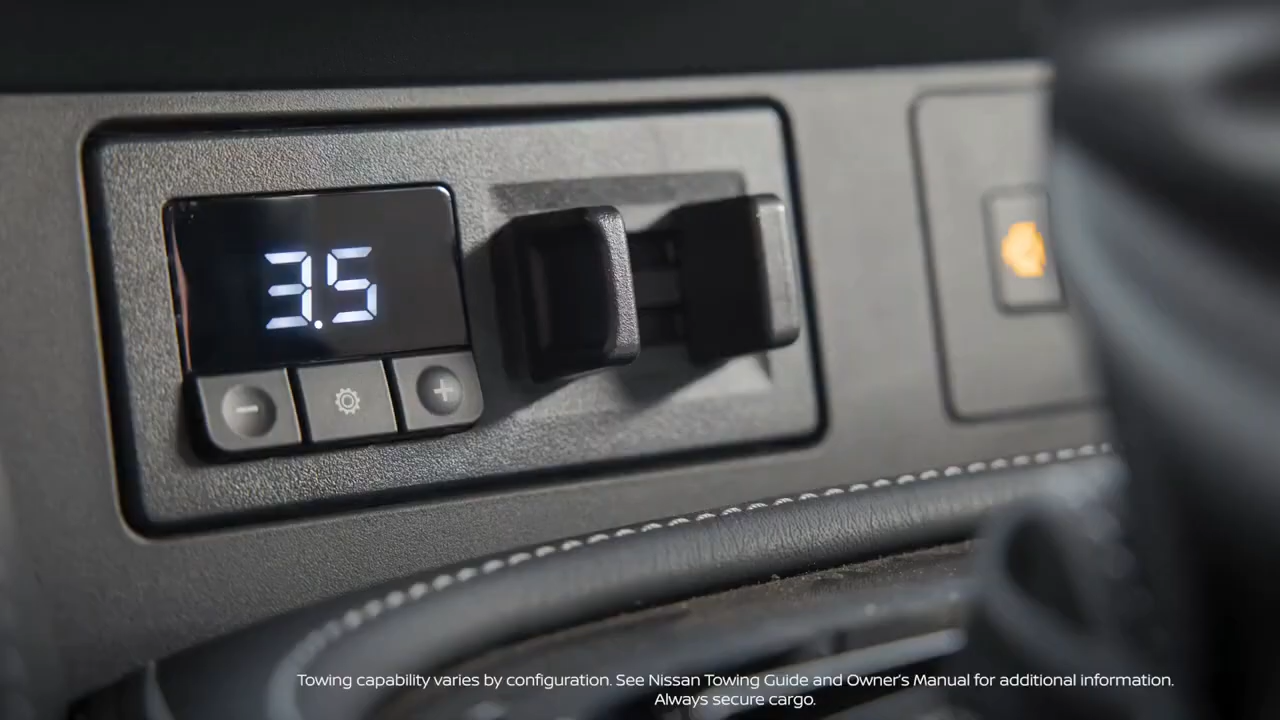 3.5
Towing capability varies by configuration. See Nissan Towing Guide and Owner's Manual for additional information.
Always secure cargo.